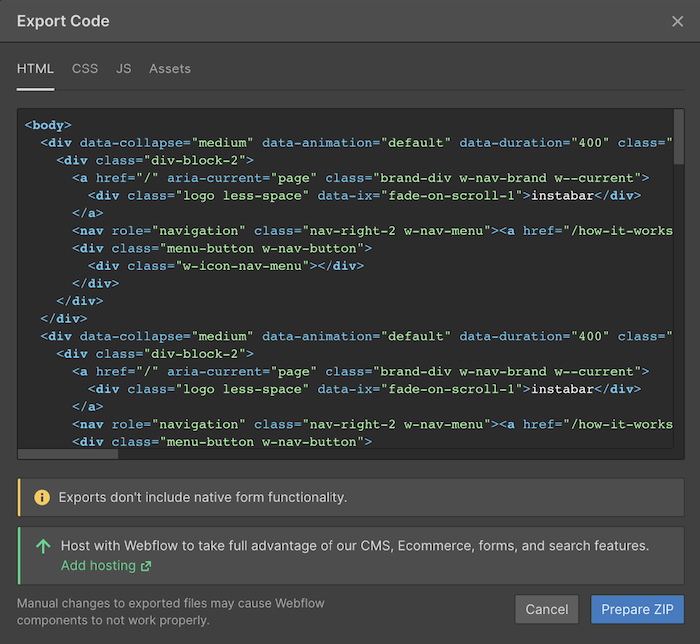 Export Code
HTML CSS JS Assets
<body>
<div data-collapse="medium" data-animation="default" data-duration="400" class="
<div class="div-block-2">
<a href="/" aria-current="page" class="brand-div w-nav-brand w--current">
<div class="logo less-space" data-ix="fade-on-scroll-1">instabar</div>
</a>
<nav role="navigation" class="nav-right-2 w-nav-menu"><a href="/how-it-works
<div class="menu-button w-nav-button">
<div class="w-icon-nav-menu"></div>
</div>
</div>
</div>
<div data-collapse="medium" data-animation="default" data-duration="400" class="
<div class="div-block-2">
<a href="/" aria-current="page" class="brand-div w-nav-brand w--current">
<div class="logo less-space" data-ix="fade-on-scroll-1">instabar</div>
</a>
<nav role="navigation" class="nav-right-2 w-nav-menu"><a href="/how-it-works
<div class="menu-button w-nav-button">
Exports don't include native form functionality.
Host with Webflow to take full advantage of our CMS, Ecommerce, forms, and search features.
Add hosting
Manual changes to exported files may cause Webflow
components to not work properly.
Cancel
Prepare ZIP